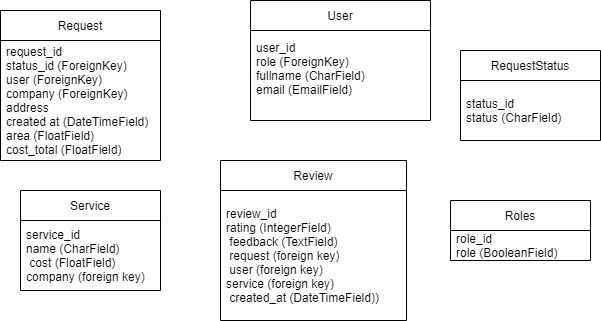 Request
request_id
status_id (ForeignKey)
user (ForeignKey)
company (ForeignKey)
address
created at (DateTimeField)
area (FloatField)
cost_total (FloatField)
User
user_id
role (ForeignKey)
fullname (CharField)
email (EmailField)
RequestStatus
status_id
status (CharField)
Service
service_id
name (CharField)
cost (FloatField)
company (foreign key)
Review
review_id
rating (IntegerField)
feedback (TextField)
request (foreign key)
user (foreign key)
service (foreign key)
created_at (DateTimeField))
Roles
role_id
role (BooleanField)